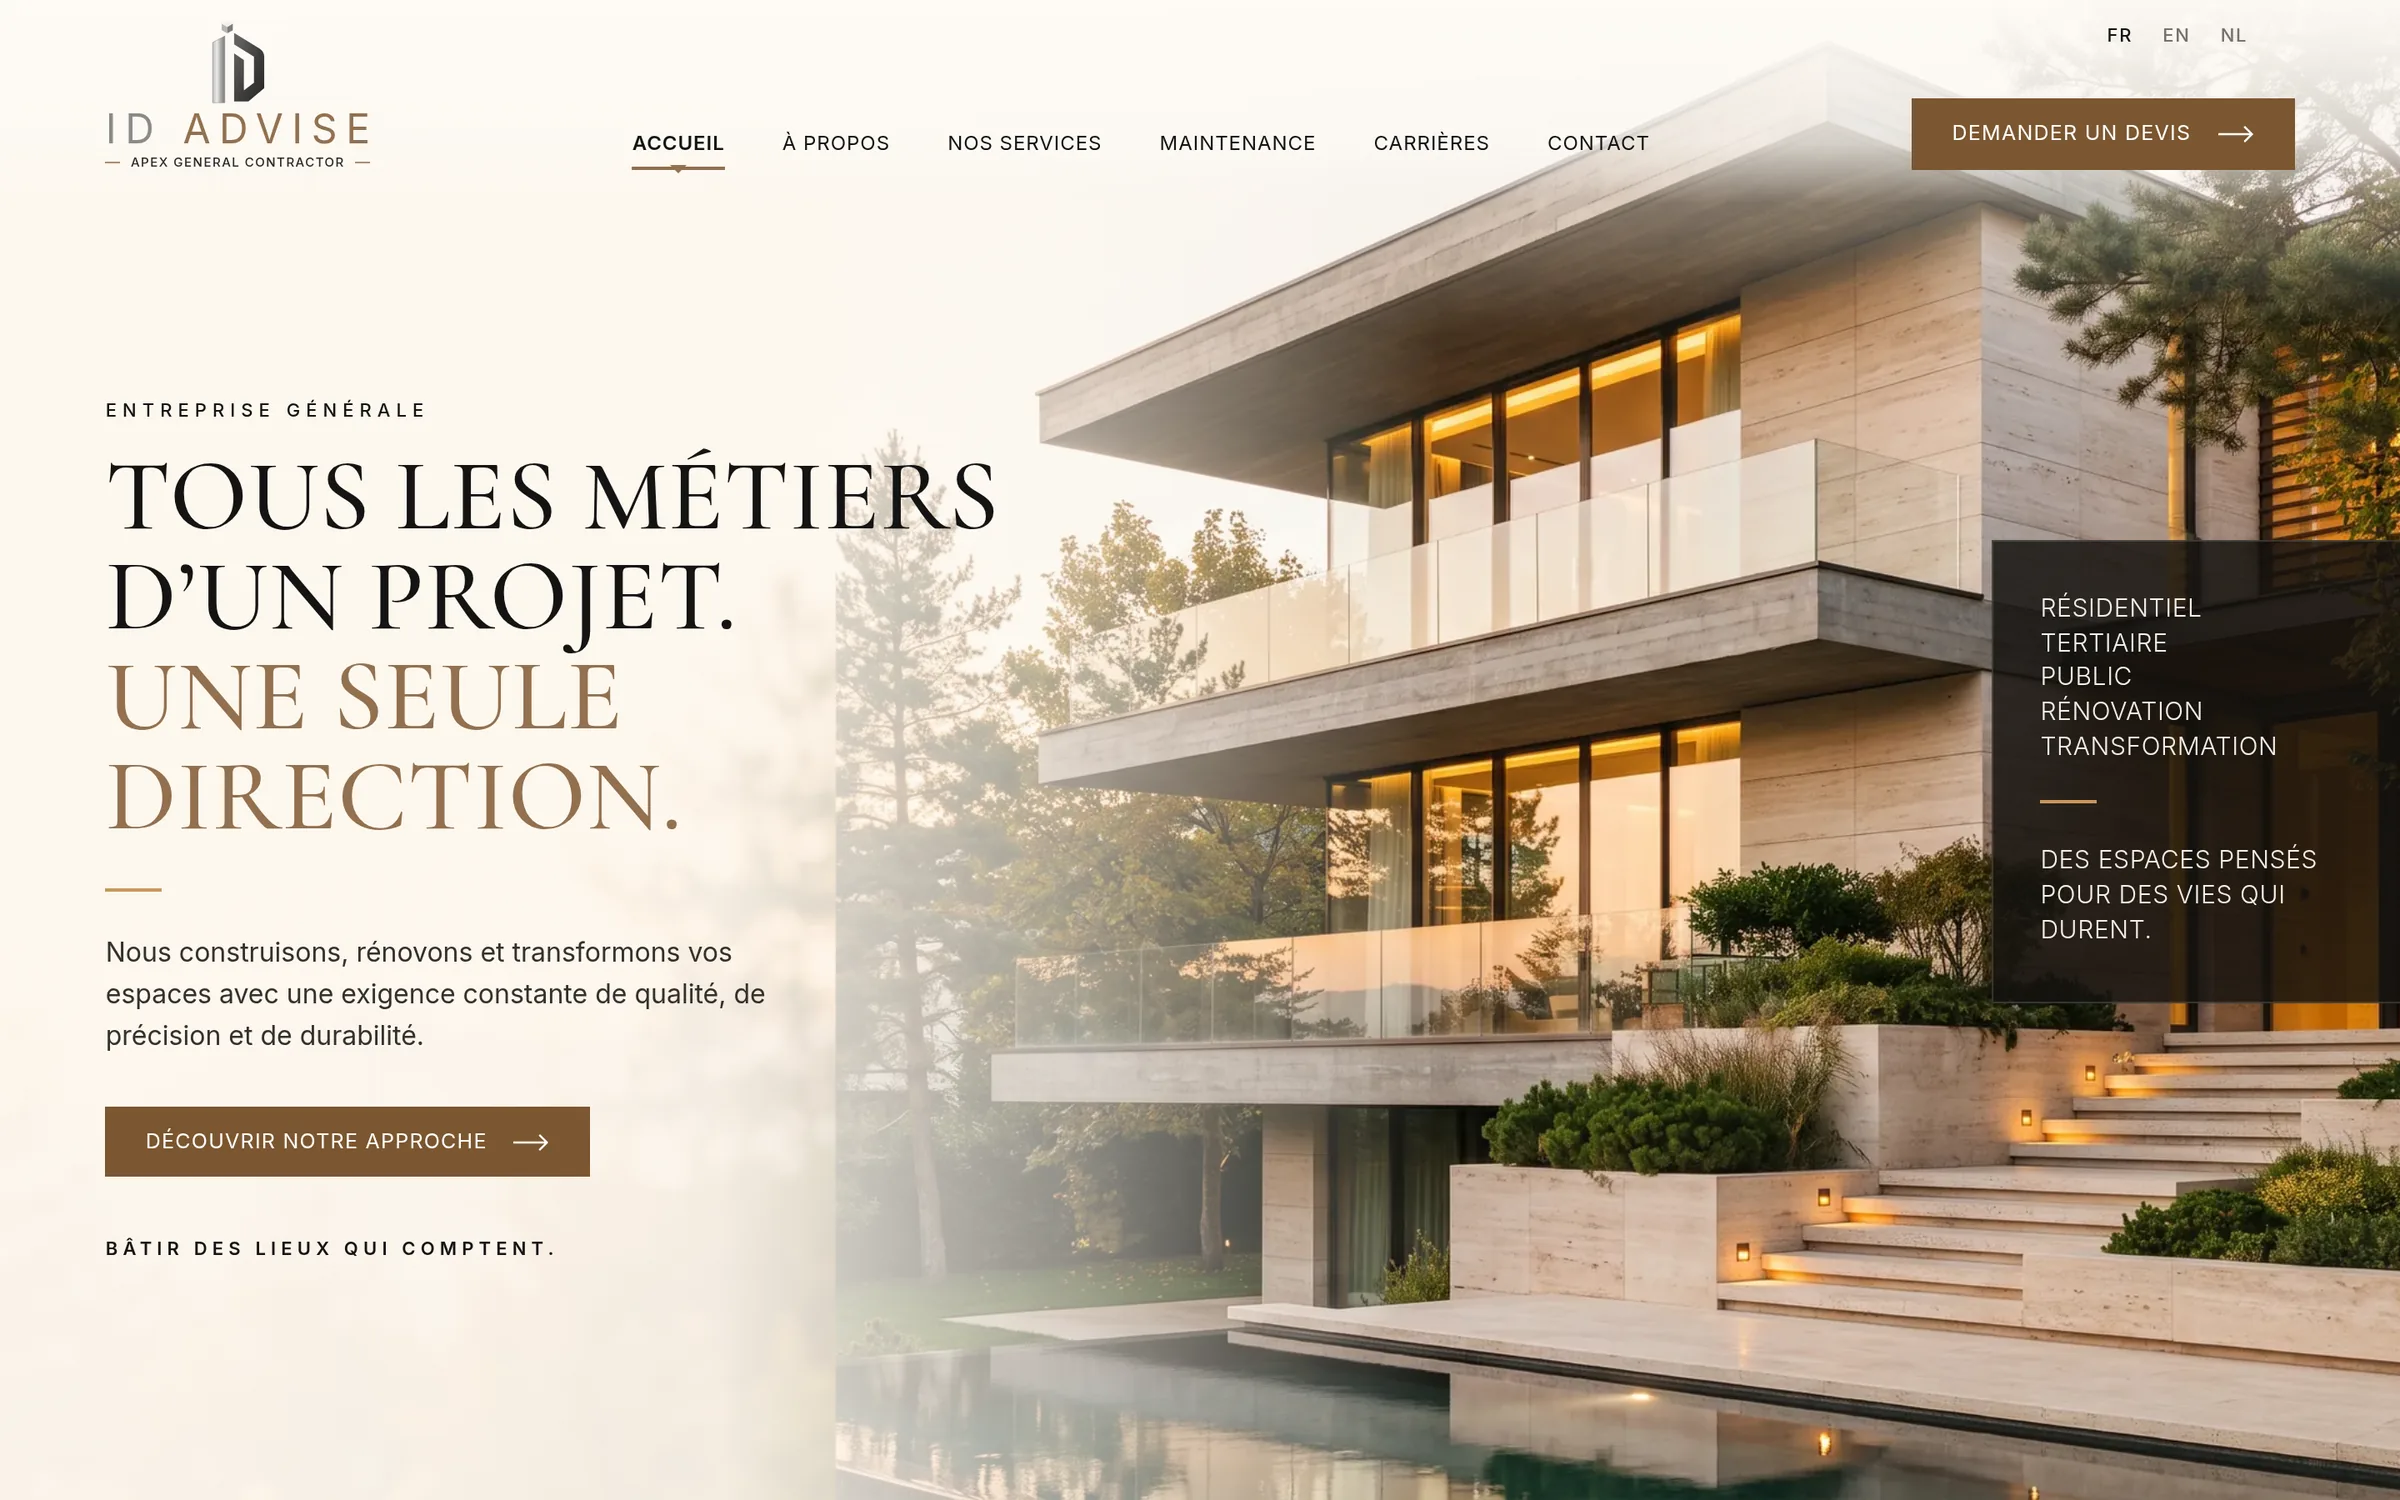 FR EN NL
ID ADVISE
APEX GENERAL CONTRACTOR
ACCUEIL À PROPOS NOS SERVICES MAINTENANCE CARRIÈRES CONTACT
DEMANDER UN DEVIS
ENTREPRISE GÉNÉRALE
TOUS LES MÉTIERS
D’UN PROJET.
UNE SEULE
DIRECTION.
Nous construisons, rénovons et transformons vos
espaces avec une exigence constante de qualité, de
précision et de durabilité.
DÉCOUVRIR NOTRE APPROCHE
BÂTIR DES LIEUX QUI COMPTENT.
RÉSIDENTIEL
TERTIAIRE
PUBLIC
RÉNOVATION
TRANSFORMATION
DES ESPACES PENSÉS
POUR DES VIES QUI
DURENT.